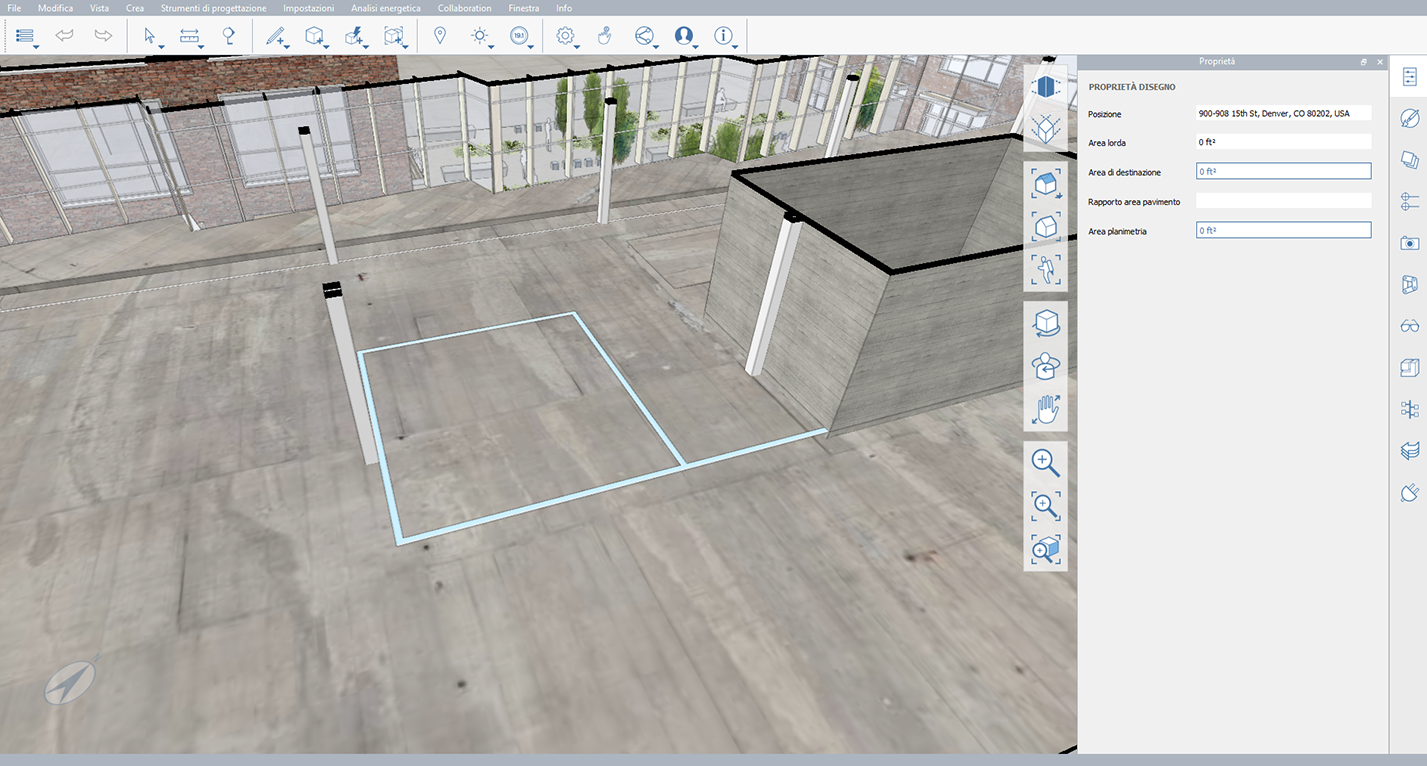 File Modifica Vista Crea Strumenti di progettazione Impostazioni Analisi energetica Collaboration Finestra Info
19.1
Proprietà
PROPRIETÀ DISEGNO
Posizione 900-908 15th St, Denver, CO 80202, USA
Area lorda 0 ft²
Area di destinazione 0 ft²
Rapporto area pavimento
Area planimetria 0 ft²